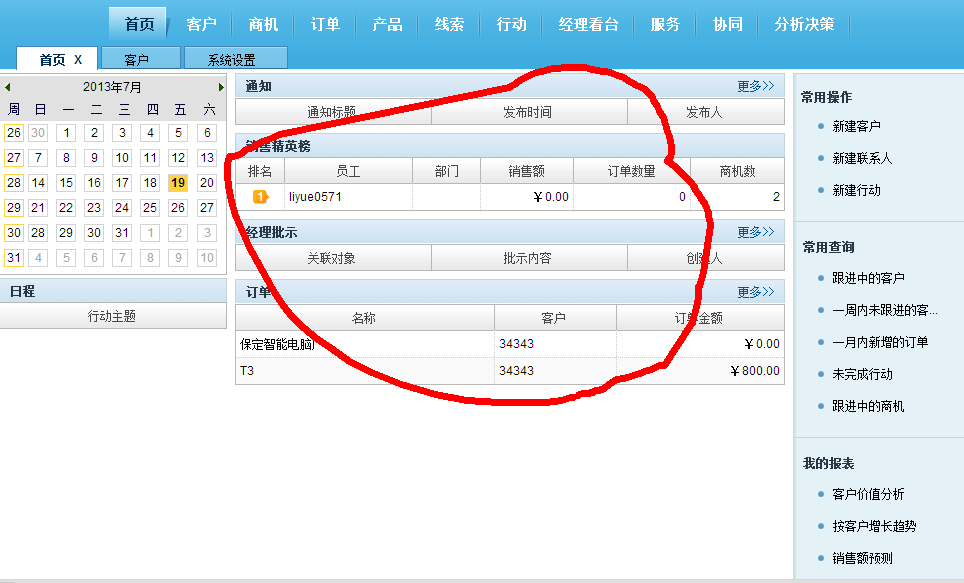 首页 客户 商机 订单 产品 线索 行动 经理看台 服务 协同 分析决策
首页 X 客户 系统设置
2013年7月
周 日 一 二 三 四 五 六
26 30 1 2 3 4 5 6
27 7 8 9 10 11 12 13
28 14 15 16 17 18 19 20
29 21 22 23 24 25 26 27
30 28 29 30 31 1 2 3
31 4 5 6 7 8 9 10
日程
行动主题
通知 更多>>
通知标题 发布时间 发布人
销售精英榜
排名 员工 部门 销售额 订单数量 商机数
1 liyue0571 ¥0.00 0 2
经理批示 更多>>
关联对象 批示内容 创建人
订单 更多>>
名称 客户 订单金额
保定智能电脑 34343 ¥0.00
T3 34343 ¥800.00
常用操作
新建客户
新建联系人
新建行动
常用查询
跟进中的客户
一周内未跟进的客...
一月内新增的订单
未完成行动
跟进中的商机
我的报表
客户价值分析
按客户增长趋势
销售额预测